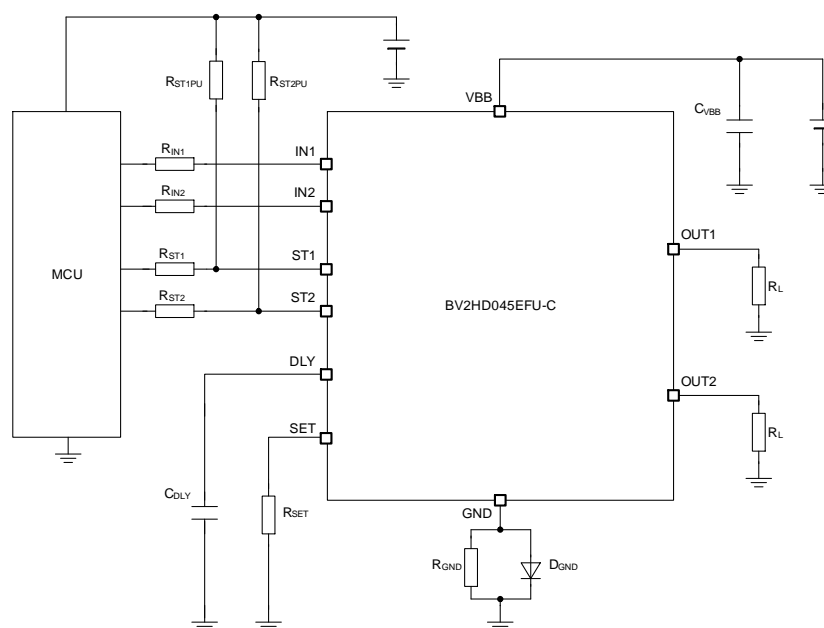 RST1PU
RST2PU
VBB
CVBB
RIN1
IN1
RIN2
IN2
OUT1
RST1
ST1
MCU
RL
RST2
ST2
BV2HD045EFU-C
DLY
OUT2
SET
RL
CDLY
RSET
GND
RGND
DGND